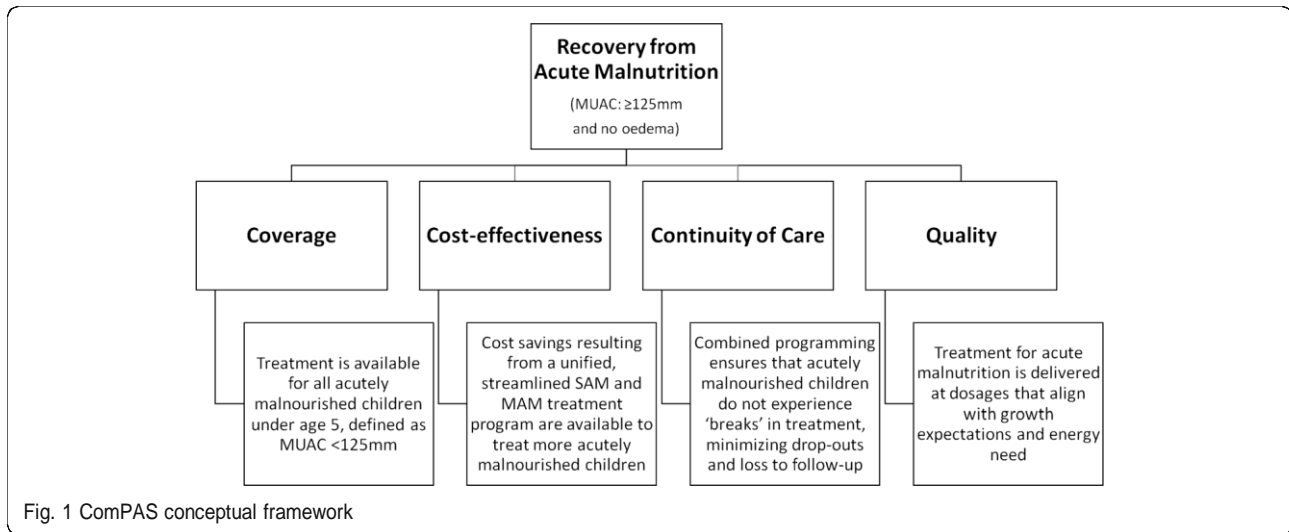 Recovery from
Acute Malnutrition
(MUAC: ≥125mm
and no oedema)
Coverage
Cost-effectiveness
Continuity of Care
Quality
Treatment is available
for all acutely
malnourished children
under age 5, defined as
MUAC <125mm
Cost savings resulting
from a unified,
streamlined SAM and
MAM treatment
program are available to
treat more acutely
malnourished children
Combined programming
ensures that acutely
malnourished children
do not experience
‘breaks’ in treatment,
minimizing drop-outs
and loss to follow-up
Treatment for acute
malnutrition is delivered
at dosages that align
with growth
expectations and energy
need
Fig. 1 ComPAS conceptual framework